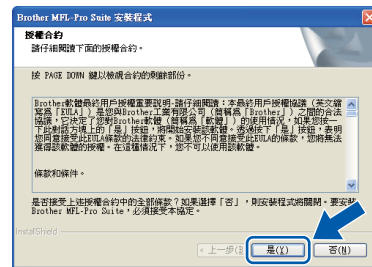 Brother MFL-Pro Suite 安裝程式
授權合約
請仔細閱讀下面的授權合約。
按 PAGE DOWN 鍵以檢視合約的剩餘部份。
Brother軟體最終用戶授權重要說明-請仔細閱讀：本最終用戶授權協議（英文縮
寫爲「EULA」）是您與Brother工業有限公司（簡稱爲「Brother」）之間的合法
協議，它決定了您對Brother軟體（簡稱爲「軟體」）的使用情況，如果您按一
下此對話方塊上的「是」按鈕，將開始安裝該軟體。透過按下「是」按鈕，表明
您同意接受此EULA條款的法律約束。如果您不同意接受此EULA的條款，您將無法
獲得該軟體的授權。在這種情況下，您不可以使用該軟體。
條款和條件。
是否接受上述授權合約中的全部條款？如果選擇「否」，則安裝程式將關閉。要安裝
Brother MFL-Pro Suite，必須接受本協定。
InstallShield
< 上一步(B)
是(Y)
否(N)